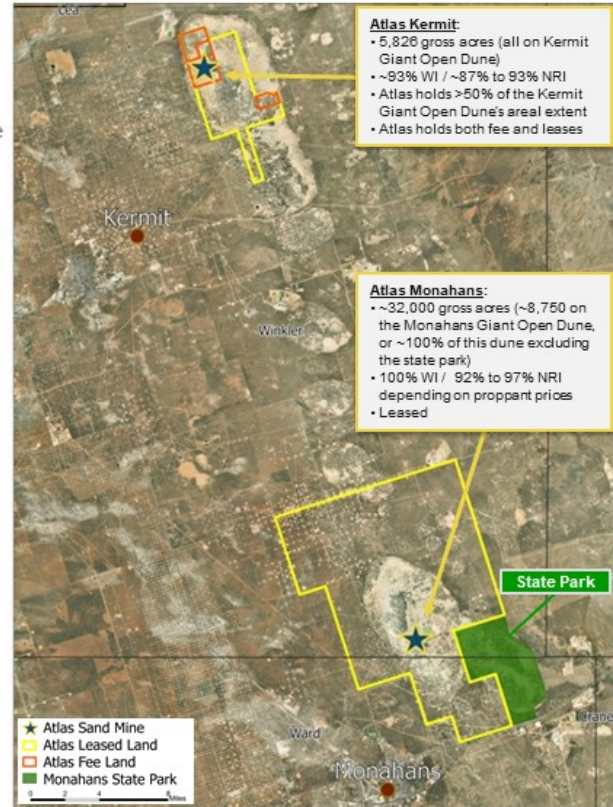 Lea
Atlas Kermit:
• 5,826 gross acres (all on Kermit
Giant Open Dune)
• ~93% WI / ~87% to 93% NRI
• Atlas holds >50% of the Kermit
Giant Open Dune's areal extent
• Atlas holds both fee and leases
e
Kermit
Winkler
Atlas Monahans:
• ~32,000 gross acres (~8,750 on
the Monahans Giant Open Dune,
or ~100% of this dune excluding
the state park)
• 100% WI / 92% to 97% NRI
depending on proppant prices
• Leased
State Park
Atlas Sand Mine
Atlas Leased Land
Atlas Fee Land
Monahans State Park
0 2 4 8
Miles
Ward
Crane
Monahans